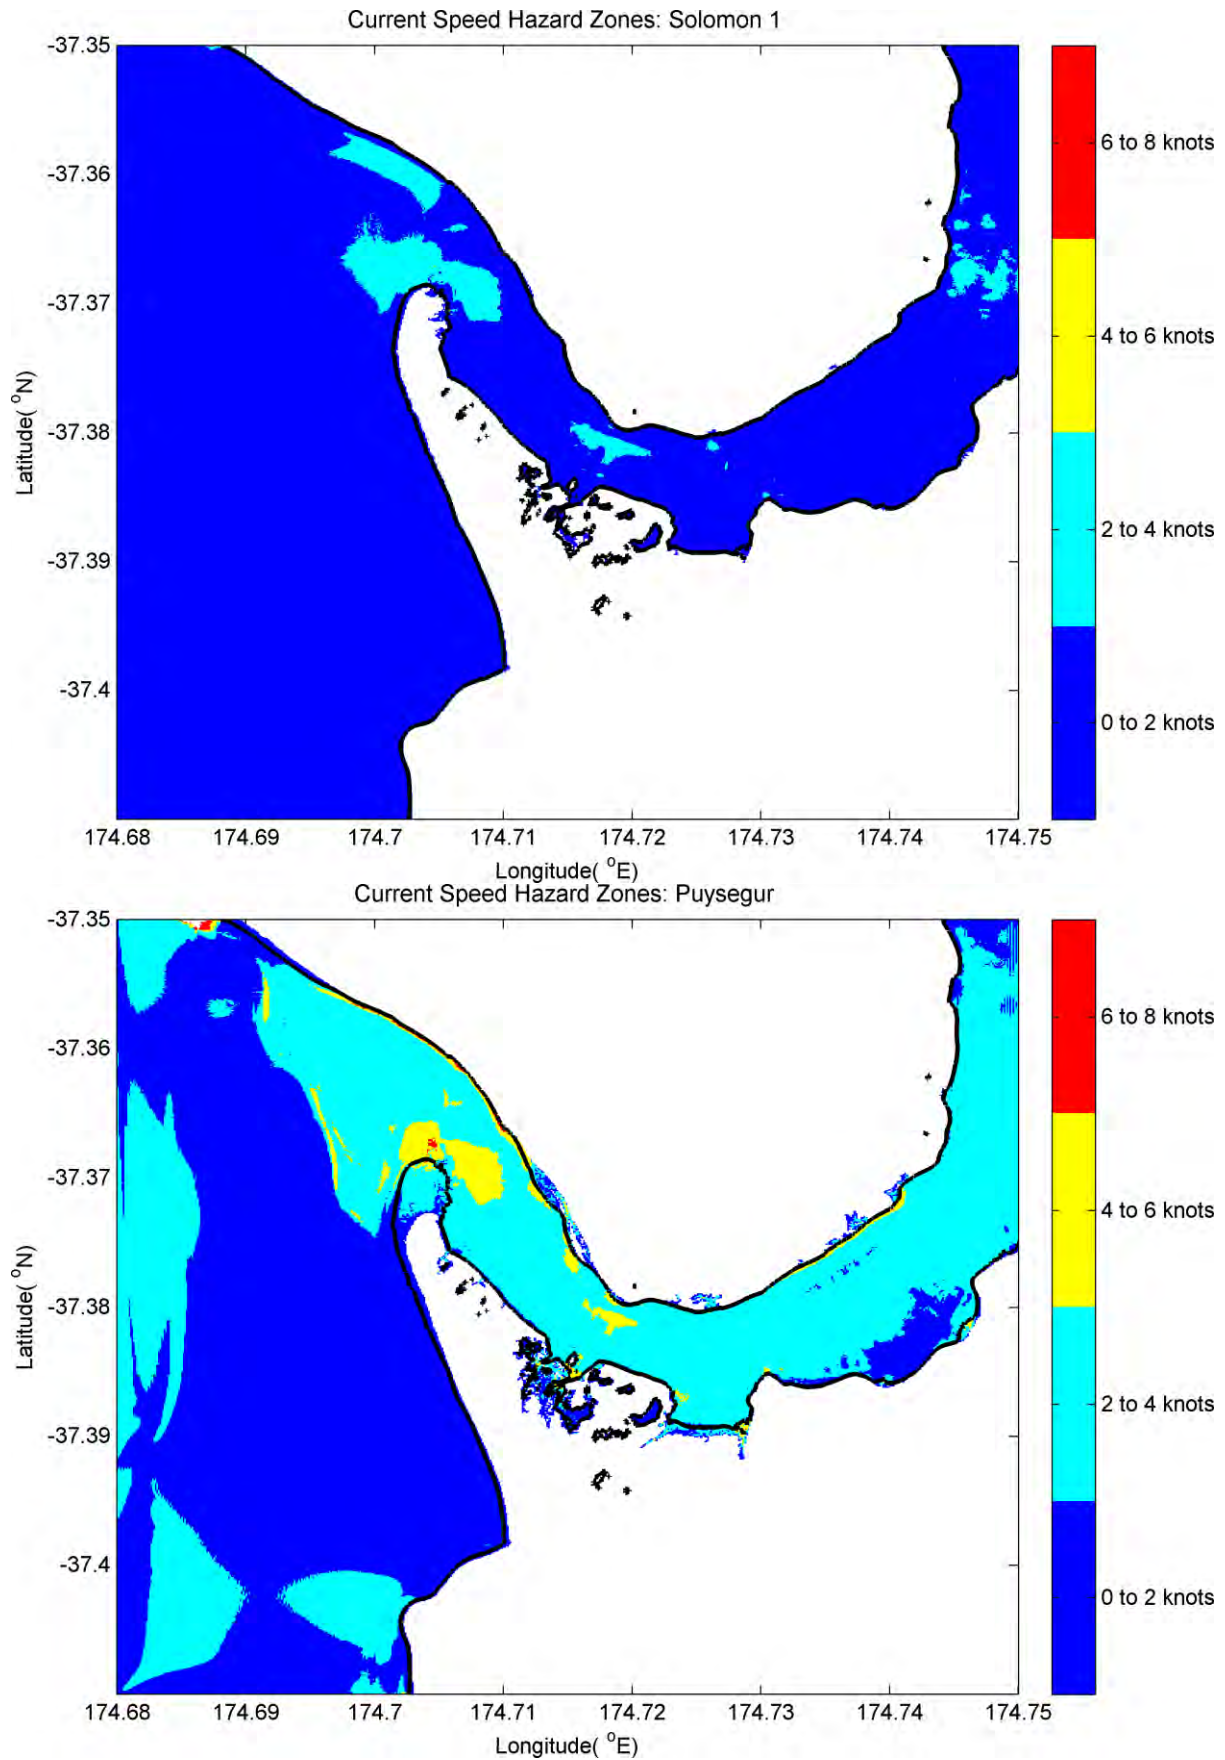 Current Speed Hazard Zones: Solomon 1
-37.35
-37.36
-37.37
-37.38
-37.39
-37.4
Latitude( °N)
174.68 174.69 174.7 174.71 174.72 174.73 174.74 174.75
Longitude( °E)
6 to 8 knots
4 to 6 knots
2 to 4 knots
0 to 2 knots
Current Speed Hazard Zones: Puysegur
-37.35
-37.36
-37.37
-37.38
-37.39
-37.4
Latitude( °N)
174.68 174.69 174.7 174.71 174.72 174.73 174.74 174.75
Longitude( °E)
6 to 8 knots
4 to 6 knots
2 to 4 knots
0 to 2 knots